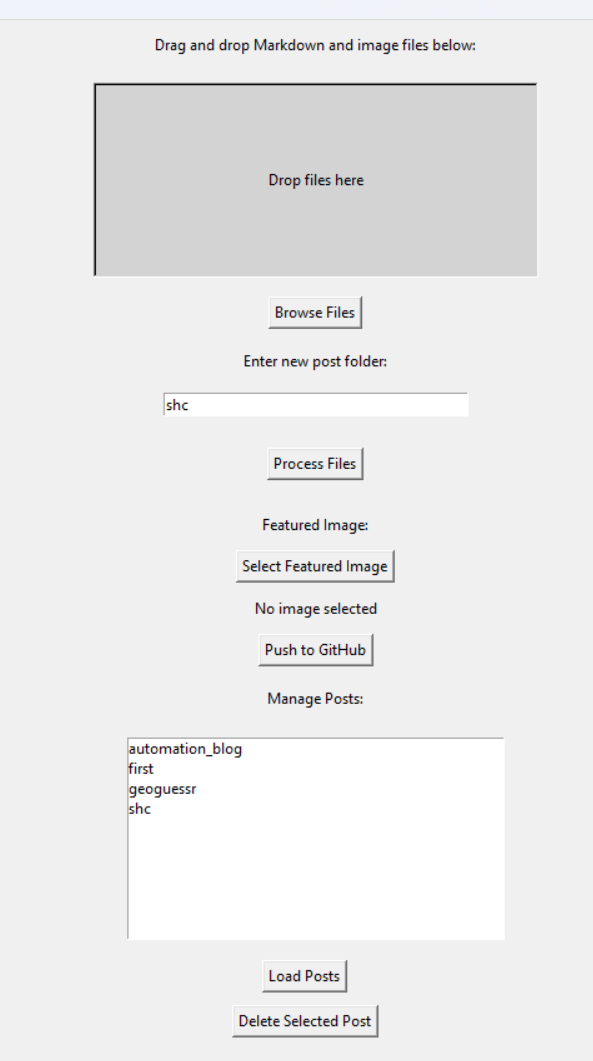 Drag and drop Markdown and image files below:
Drop files here
Browse Files
Enter new post folder:
shc
Process Files
Featured Image:
Select Featured Image
No image selected
Push to GitHub
Manage Posts:
automation_blog
first
geoguessr
shc
Load Posts
Delete Selected Post